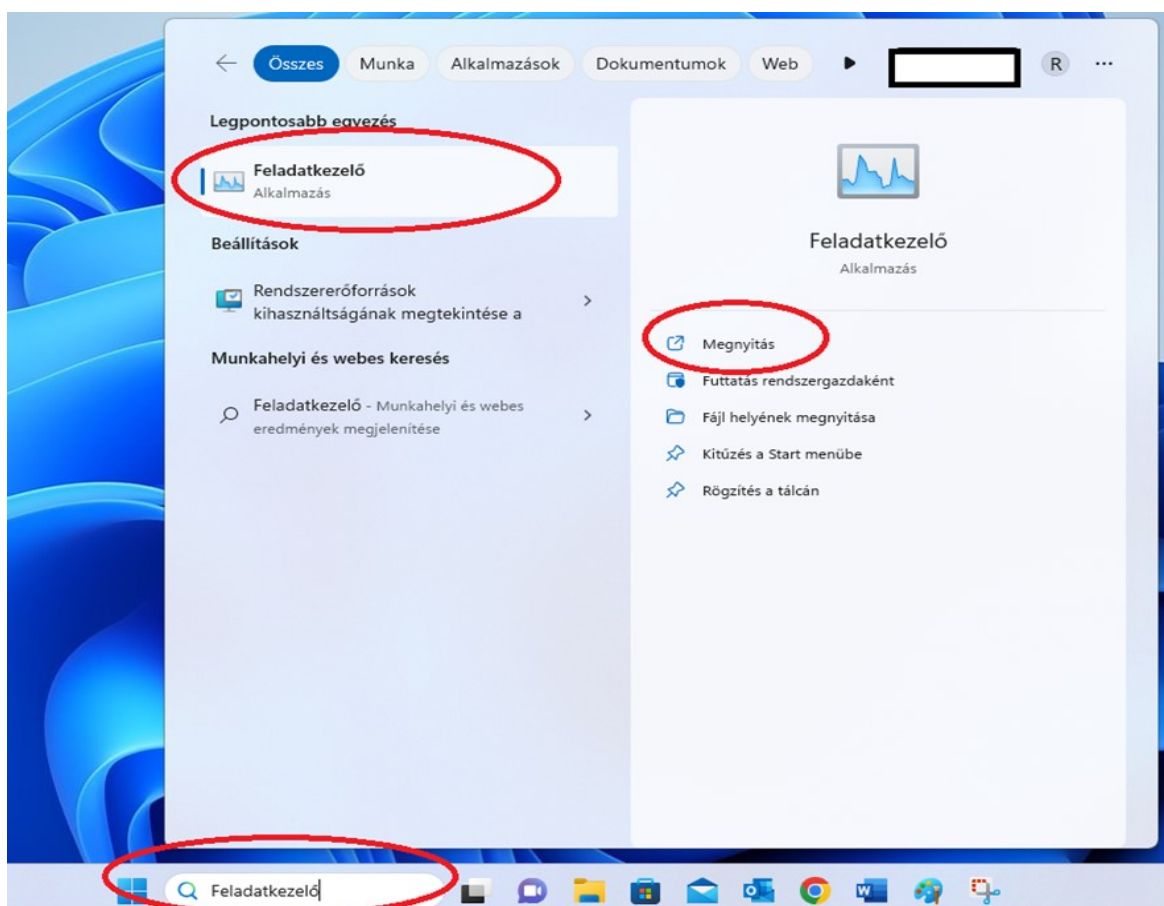 Összes Munka Alkalmazások Dokumentumok Web R ...
Legpontosabb egyezés
Feladatkezelő
Alkalmazás
Beállítások
Rendszererőforrások
kihasználtságának megtekintése a
Munkahelyi és webes keresés
Feladatkezelő - Munkahelyi és webes
eredmények megjelenítése
Feladatkezelő
Alkalmazás
Megnyitás
Futtatás rendszergazdaként
Fájl helyének megnyitása
Kitűzés a Start menübe
Rögzítés a tálcán
Feladatkezelő